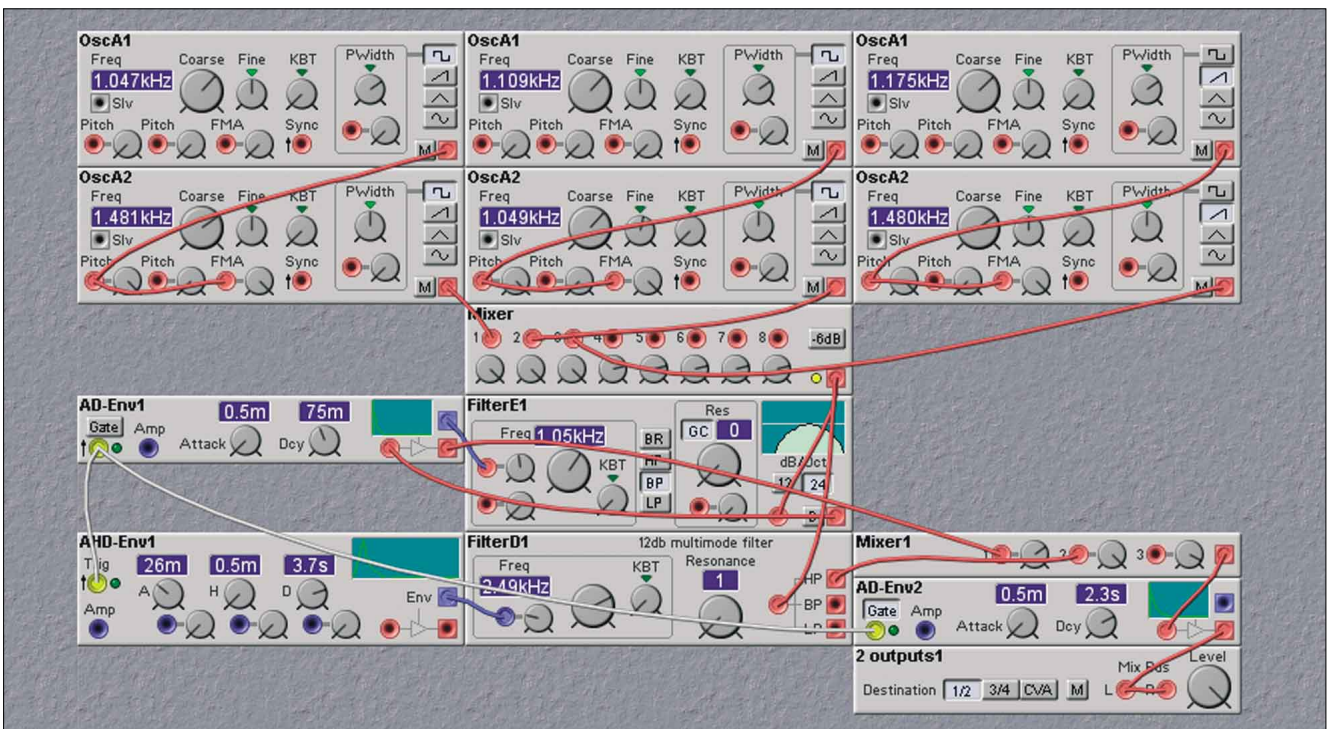 OscA1
Freq Coarse Fine KBT PWidth
1.047kHz
Slv
Pitch Pitch FMA Sync
M
OscA1
Freq Coarse Fine KBT PWidth
1.109kHz
Slv
Pitch Pitch FMA Sync
M
OscA1
Freq Coarse Fine KBT PWidth
1.175kHz
Slv
Pitch Pitch FMA Sync
M
OscA2
Freq Coarse Fine KBT PWidth
1.481kHz
Slv
Pitch Pitch FMA Sync
M
OscA2
Freq Coarse Fine KBT PWidth
1.049kHz
Slv
Pitch Pitch FMA Sync
M
OscA2
Freq Coarse Fine KBT PWidth
1.480kHz
Slv
Pitch Pitch FMA Sync
M
Mixer
1 2 3 4 5 6 7 8 -6dB
AD-Env1
0.5m 75m
Gate Amp Attack Dcy
FilterE1
Freq 1.05kHz
KBT
BR
HP
BP
LP
Res
GC 0
dB/Oct
12 24
AHD-Env1
Trig 26m 0.5m 3.7s
A H D
Amp
Env
FilterD1 12db multimode filter
Freq KBT Resonance
2.49kHz 1
HP
BP
LP
Mixer1
1 2 3
AD-Env2
0.5m 2.3s
Gate Amp Attack Dcy
2 outputs1
Mix Bus Level
Destination 1/2 3/4 CVA M L R